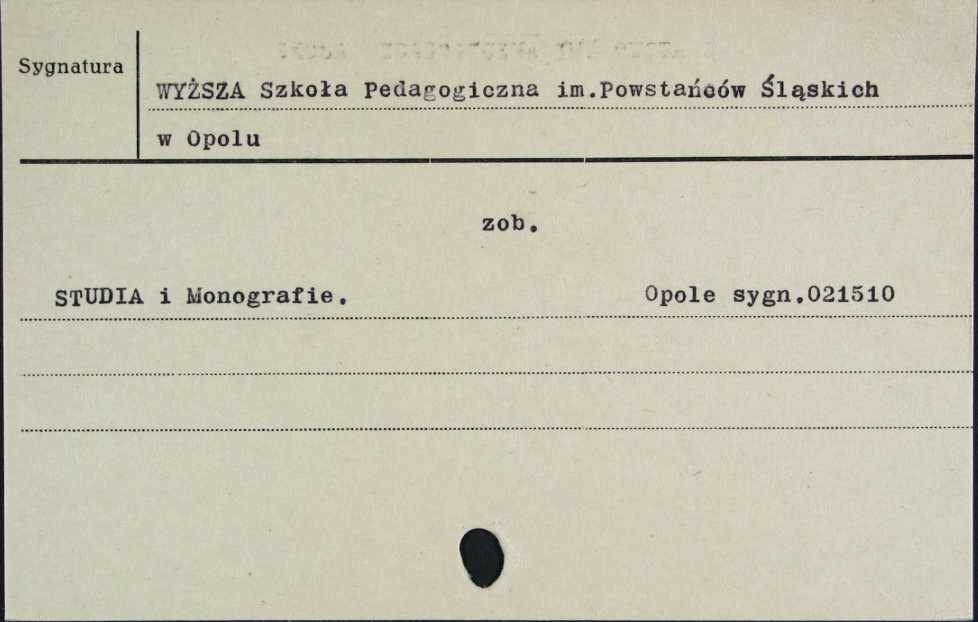 Sygnatura
WYŻSZA Szkoła Pedagogiczna im.Powstańców Śląskich
w Opolu
zob.
STUDIA i Monografie. Opole sygn.021510